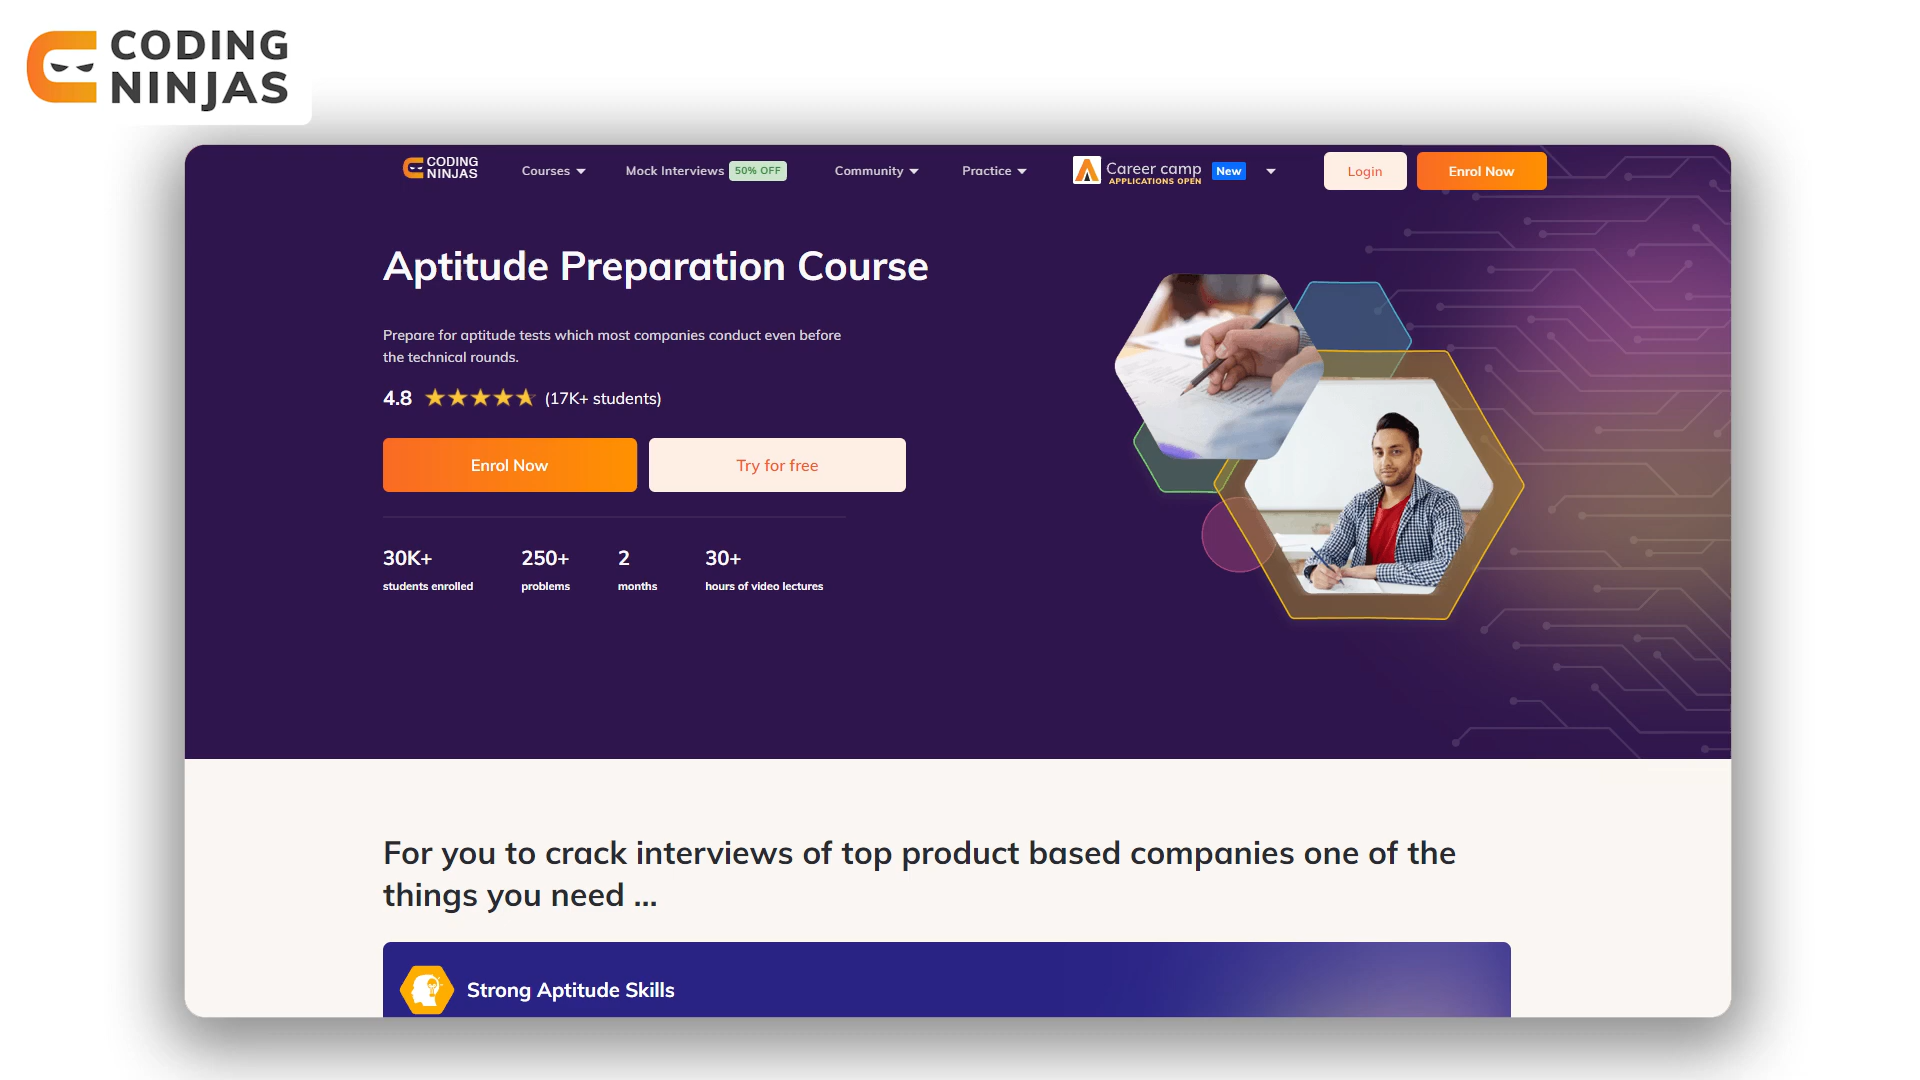 CODING
NINJAS
CODING
NINJAS
Courses
Mock Interviews
50% OFF
Community
Practice
Career camp
APPLICATIONS OPEN
New
Login
Enrol Now
Aptitude Preparation Course
Prepare for aptitude tests which most companies conduct even before
the technical rounds.
4.8 (17K+ students)
Enrol Now
Try for free
30K+
students enrolled
250+
problems
2
months
30+
hours of video lectures
For you to crack interviews of top product based companies one of the
things you need ...
Strong Aptitude Skills